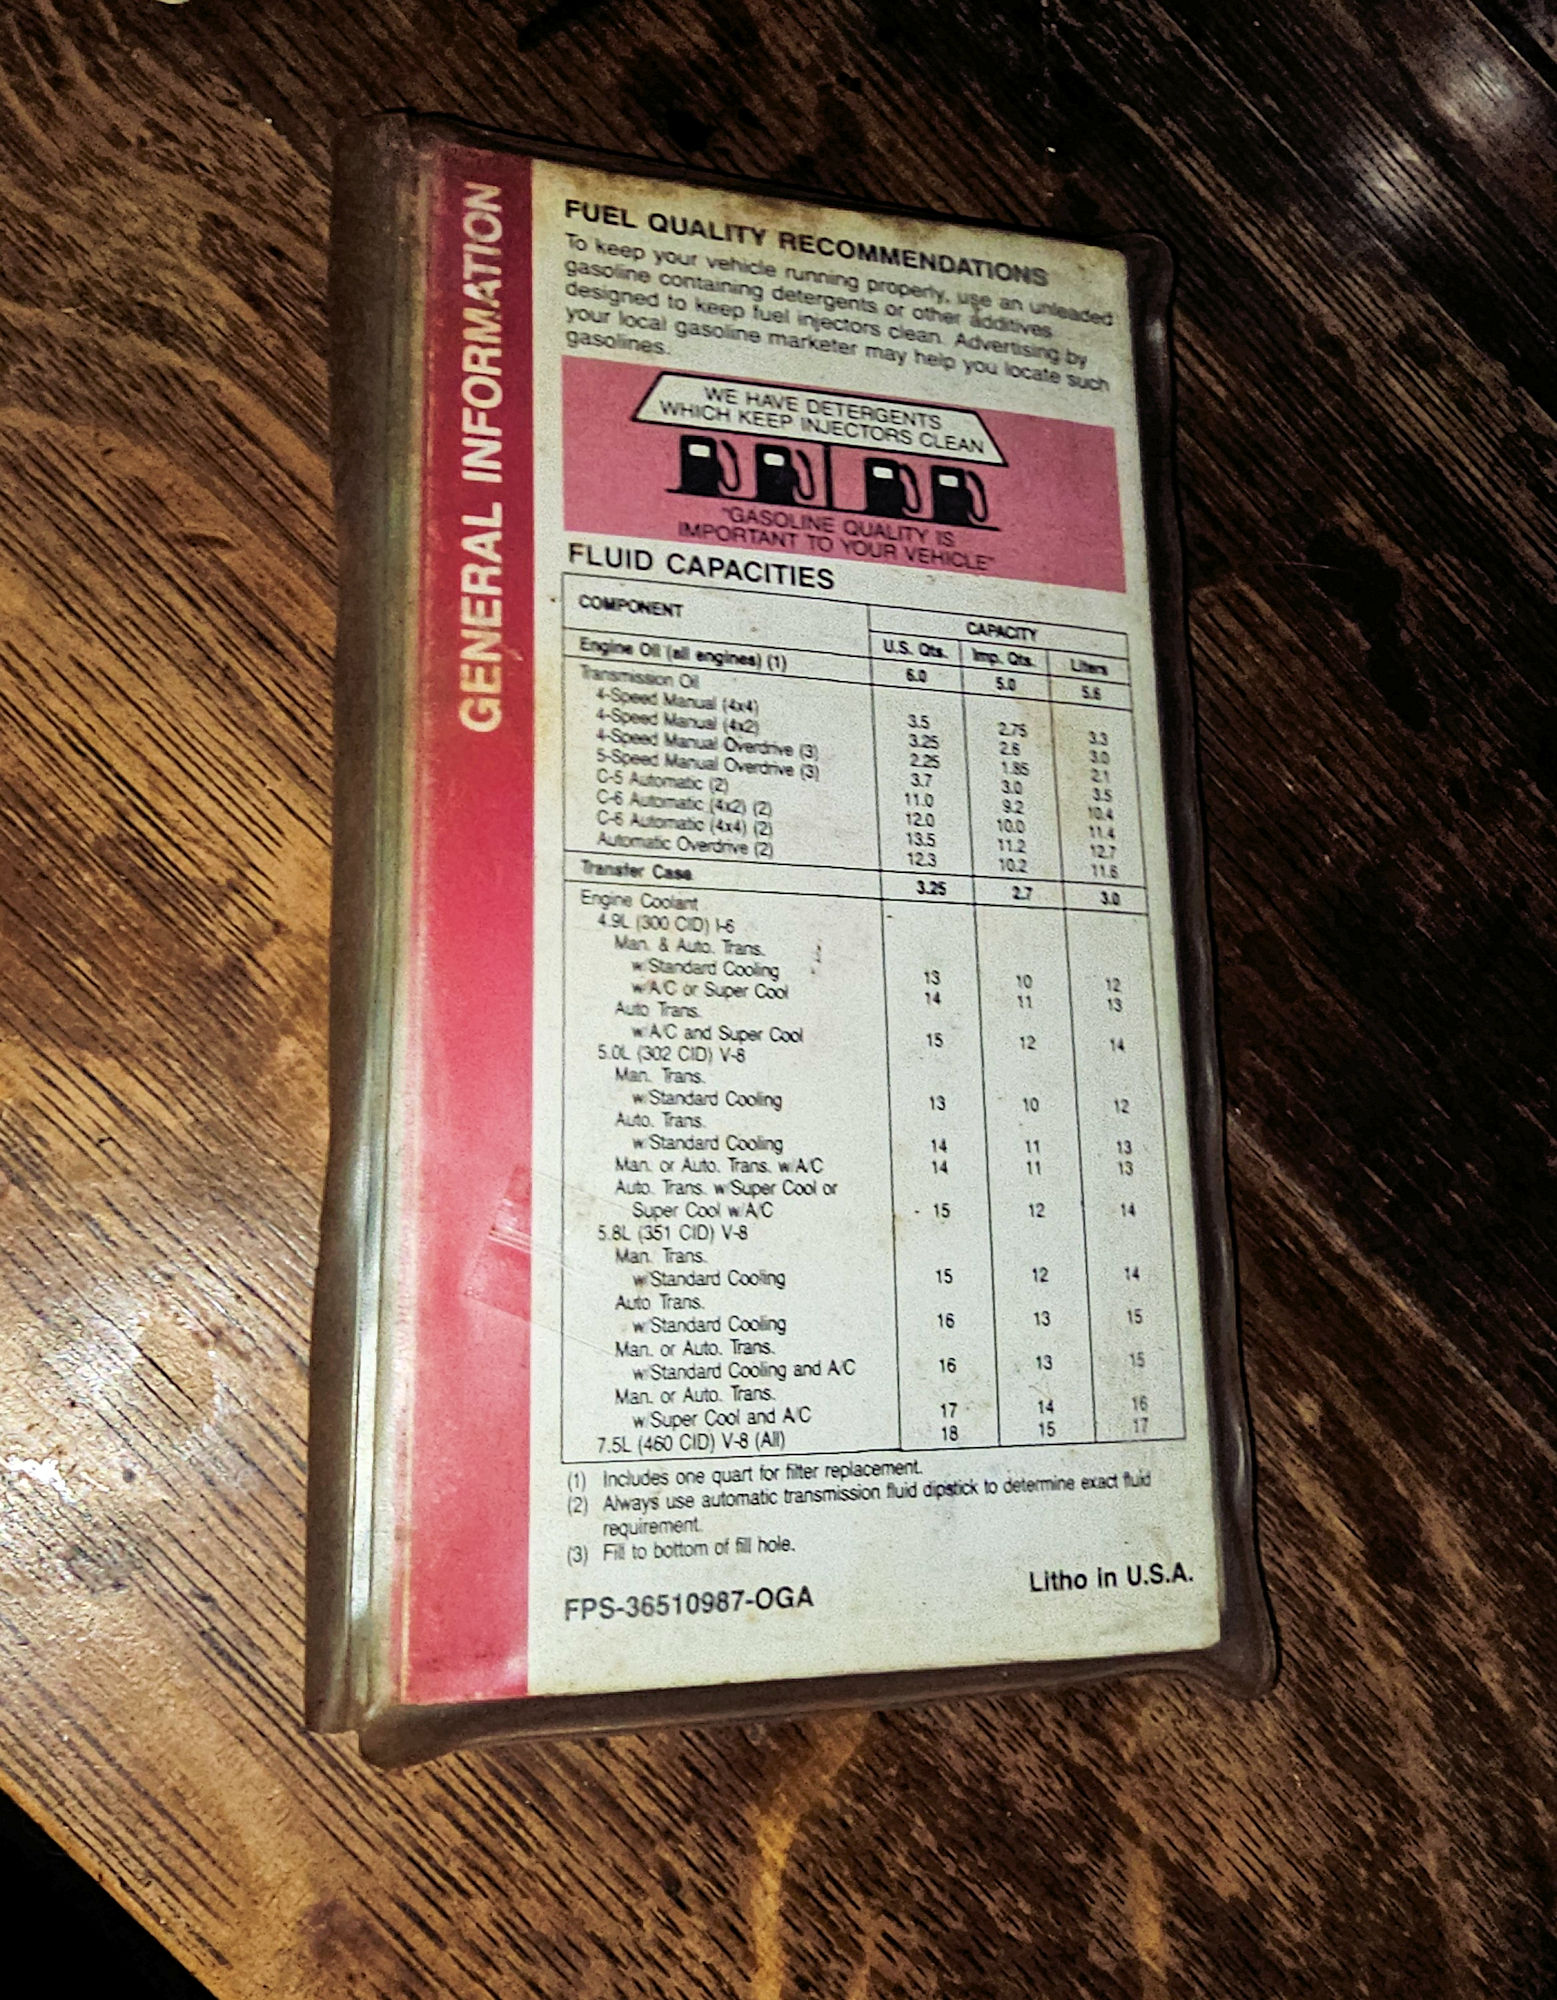 GENERAL INFORMATION
FUEL QUALITY RECOMMENDATIONS
To keep your vehicle running properly, use an unleaded
gasoline containing detergents or other additives
designed to keep fuel injectors clean. Advertising by
your local gasoline marketer may help you locate such
gasolines.
WE HAVE DETERGENTS
WHICH KEEP INJECTORS CLEAN
"GASOLINE QUALITY IS
IMPORTANT TO YOUR VEHICLE"
FLUID CAPACITIES
COMPONENT CAPACITY
U.S. Qts. Imp. Qts. Liters
Engine Oil (all engines) (1) 6.0 5.0 5.6
Transmission Oil
4-Speed Manual (4x4) 3.5 2.75 3.3
4-Speed Manual (4x2) 3.25 2.6 3.0
4-Speed Manual Overdrive (3) 2.25 1.85 2.1
5-Speed Manual Overdrive (3) 3.7 3.0 3.5
C-5 Automatic (2) 11.0 9.2 10.4
C-6 Automatic (4x2) (2) 12.0 10.0 11.4
C-6 Automatic (4x4) (2) 13.5 11.2 12.7
Automatic Overdrive (2) 12.3 10.2 11.6
Transfer Case 3.25 2.7 3.0
Engine Coolant
4.9L (300 CID) I-6
Man. & Auto. Trans.
w/Standard Cooling 13 10 12
w/A/C or Super Cool 14 11 13
Auto Trans.
w/A/C and Super Cool 15 12 14
5.0L (302 CID) V-8
Man. Trans.
w/Standard Cooling 13 10 12
Auto. Trans.
w/Standard Cooling 14 11 13
Man. or Auto. Trans. w/A/C 14 11 13
Auto. Trans. w/Super Cool or
Super Cool w/A/C 15 12 14
5.8L (351 CID) V-8
Man. Trans.
w/Standard Cooling 15 12 14
Auto Trans.
w/Standard Cooling 16 13 15
Man. or Auto. Trans.
w/Standard Cooling and A/C 16 13 15
Man. or Auto. Trans.
w/Super Cool and A/C 17 14 16
7.5L (460 CID) V-8 (All) 18 15 17
(1) Includes one quart for filter replacement.
(2) Always use automatic transmission fluid dipstick to determine exact fluid
requirement.
(3) Fill to bottom of fill hole.
FPS-36510987-OGA Litho in U.S.A.